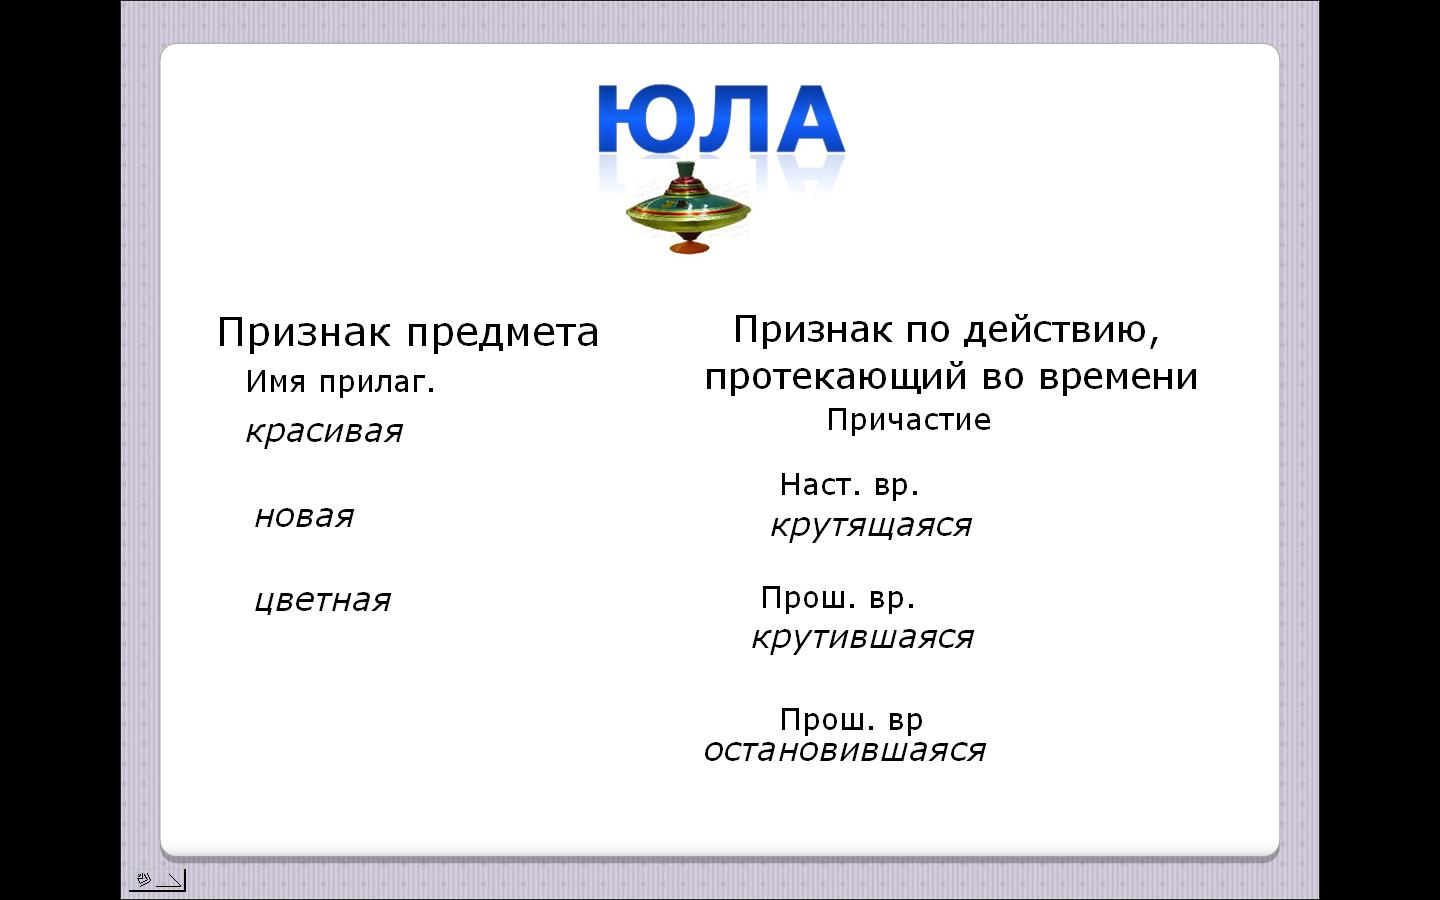 ЮЛА
Признак предмета
Имя прилаг.
красивая
новая
цветная
Признак по действию,
протекающий во времени
Причастие
Наст. вр.
крутящаяся
Прош. вр.
крутившаяся
Прош. вр
остановившаяся